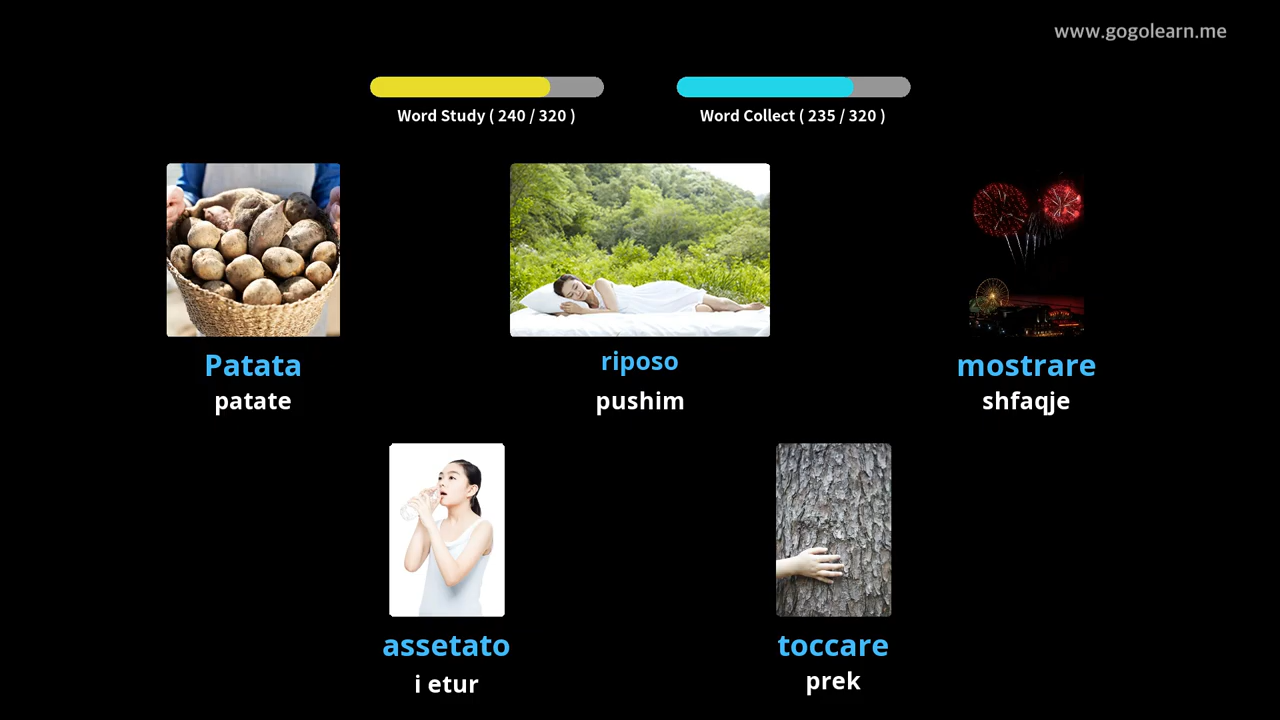 www.gogolearn.me
Word Study ( 240 / 320 )
Word Collect ( 235 / 320 )
Patata
patate
riposo
pushim
mostrare
shfaqje
assetato
i etur
toccare
prek